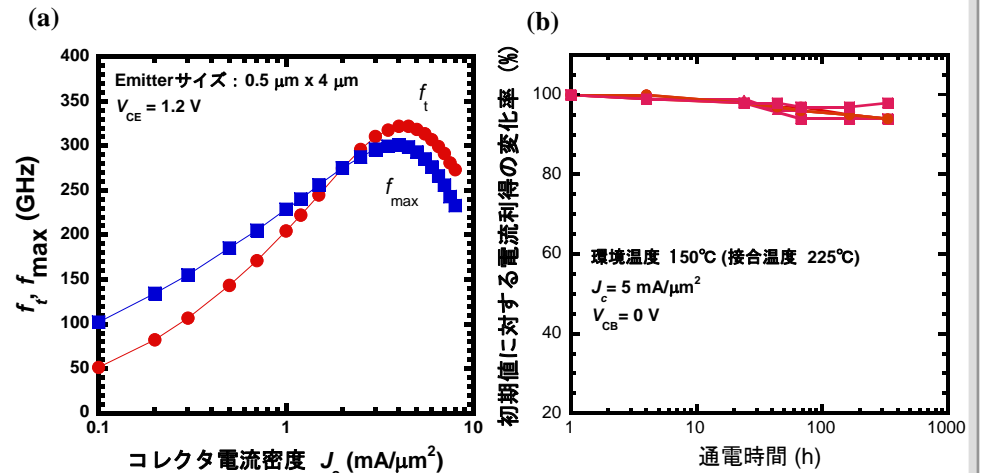 (a)
400
350
300
250
200
150
100
50
0
f_t, f_max (GHz)
Emitterサイズ：0.5 μm x 4 μm
V_CE = 1.2 V
f_t
f_max
0.1
1
10
コレクタ電流密度 J_c (mA/μm²)
(b)
初期値に対する電流利得の変化率 (%)
100
80
60
40
20
環境温度 150℃ (接合温度 225℃)
J_c = 5 mA/μm²
V_CB = 0 V
1
10
100
1000
通電時間 (h)